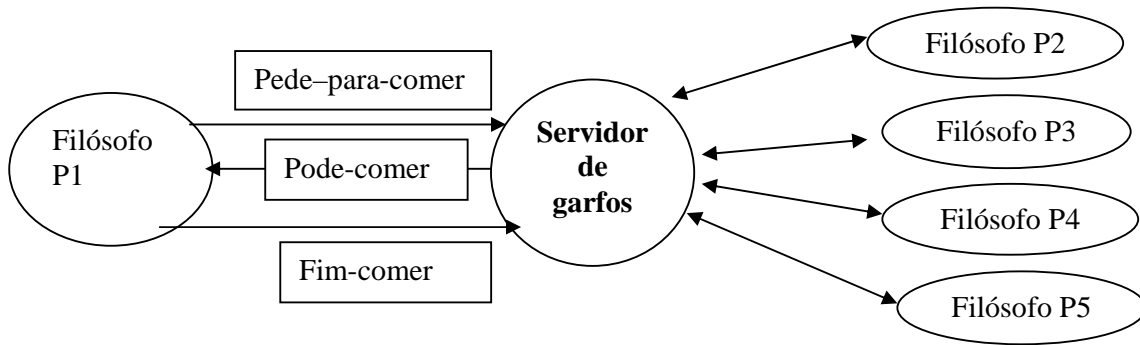 Filósofo
P1
Pede–para-comer
Pode-comer
Fim-comer
Servidor
de
garfos
Filósofo P2
Filósofo P3
Filósofo P4
Filósofo P5